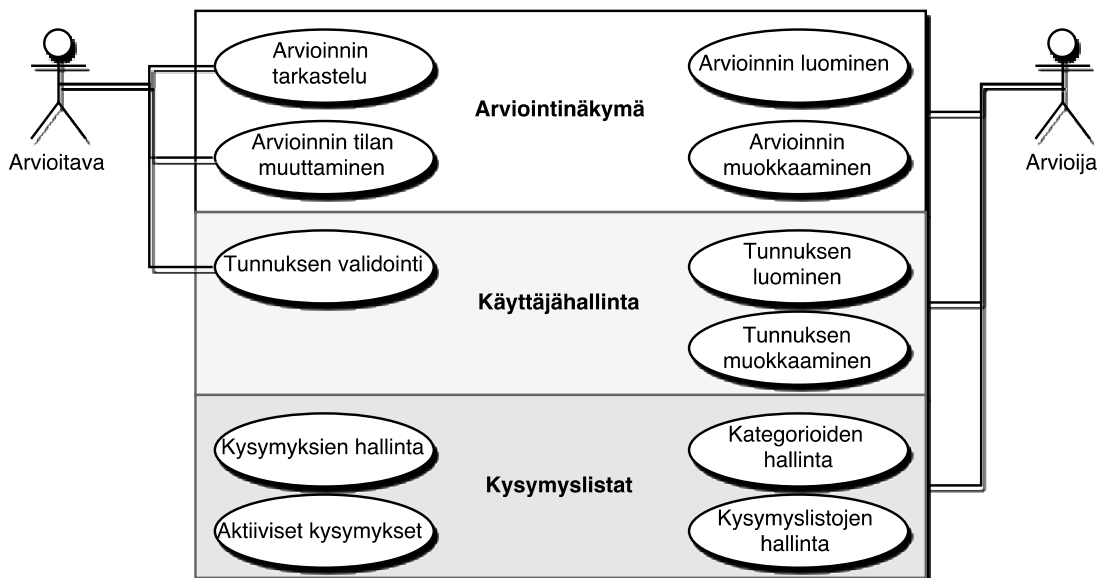 Arvioitava
Arvioinnin
tarkastelu
Arvioinnin luominen
Arviointinäkymä
Arvioinnin tilan
muuttaminen
Arvioinnin
muokkaaminen
Arvioija
Tunnuksen validointi
Tunnuksen
luominen
Käyttäjähallinta
Tunnuksen
muokkaaminen
Kysymyksien hallinta
Kategorioiden
hallinta
Kysymyslistat
Aktiiviset kysymykset
Kysymyslistojen
hallinta